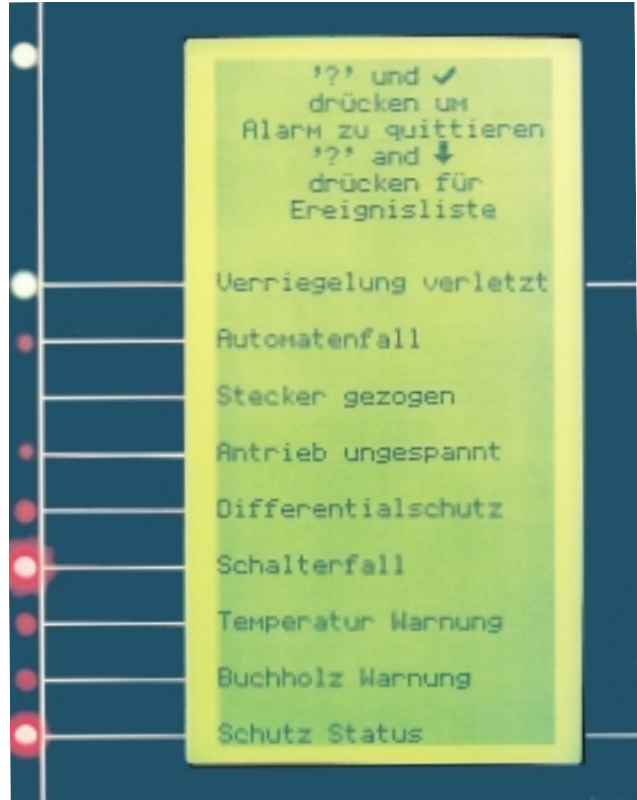 '?' und ✓
drücken um
Alarm zu quittieren
'?' and ⬇
drücken für
Ereignisliste
Verriegelung verletzt
Automatenfall
Stecker gezogen
Antrieb ungespannt
Differentialschutz
Schalterfall
Temperatur Warnung
Buchholz Warnung
Schutz Status